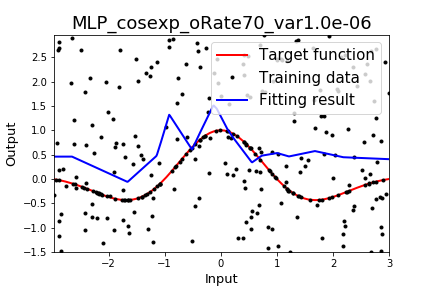 MLP_cosexp_oRate70_var1.0e-06
Target function
Training data
Fitting result
Output
2.5
2.0
1.5
1.0
0.5
0.0
−0.5
−1.0
−1.5
−2 −1 0 1 2 3
Input